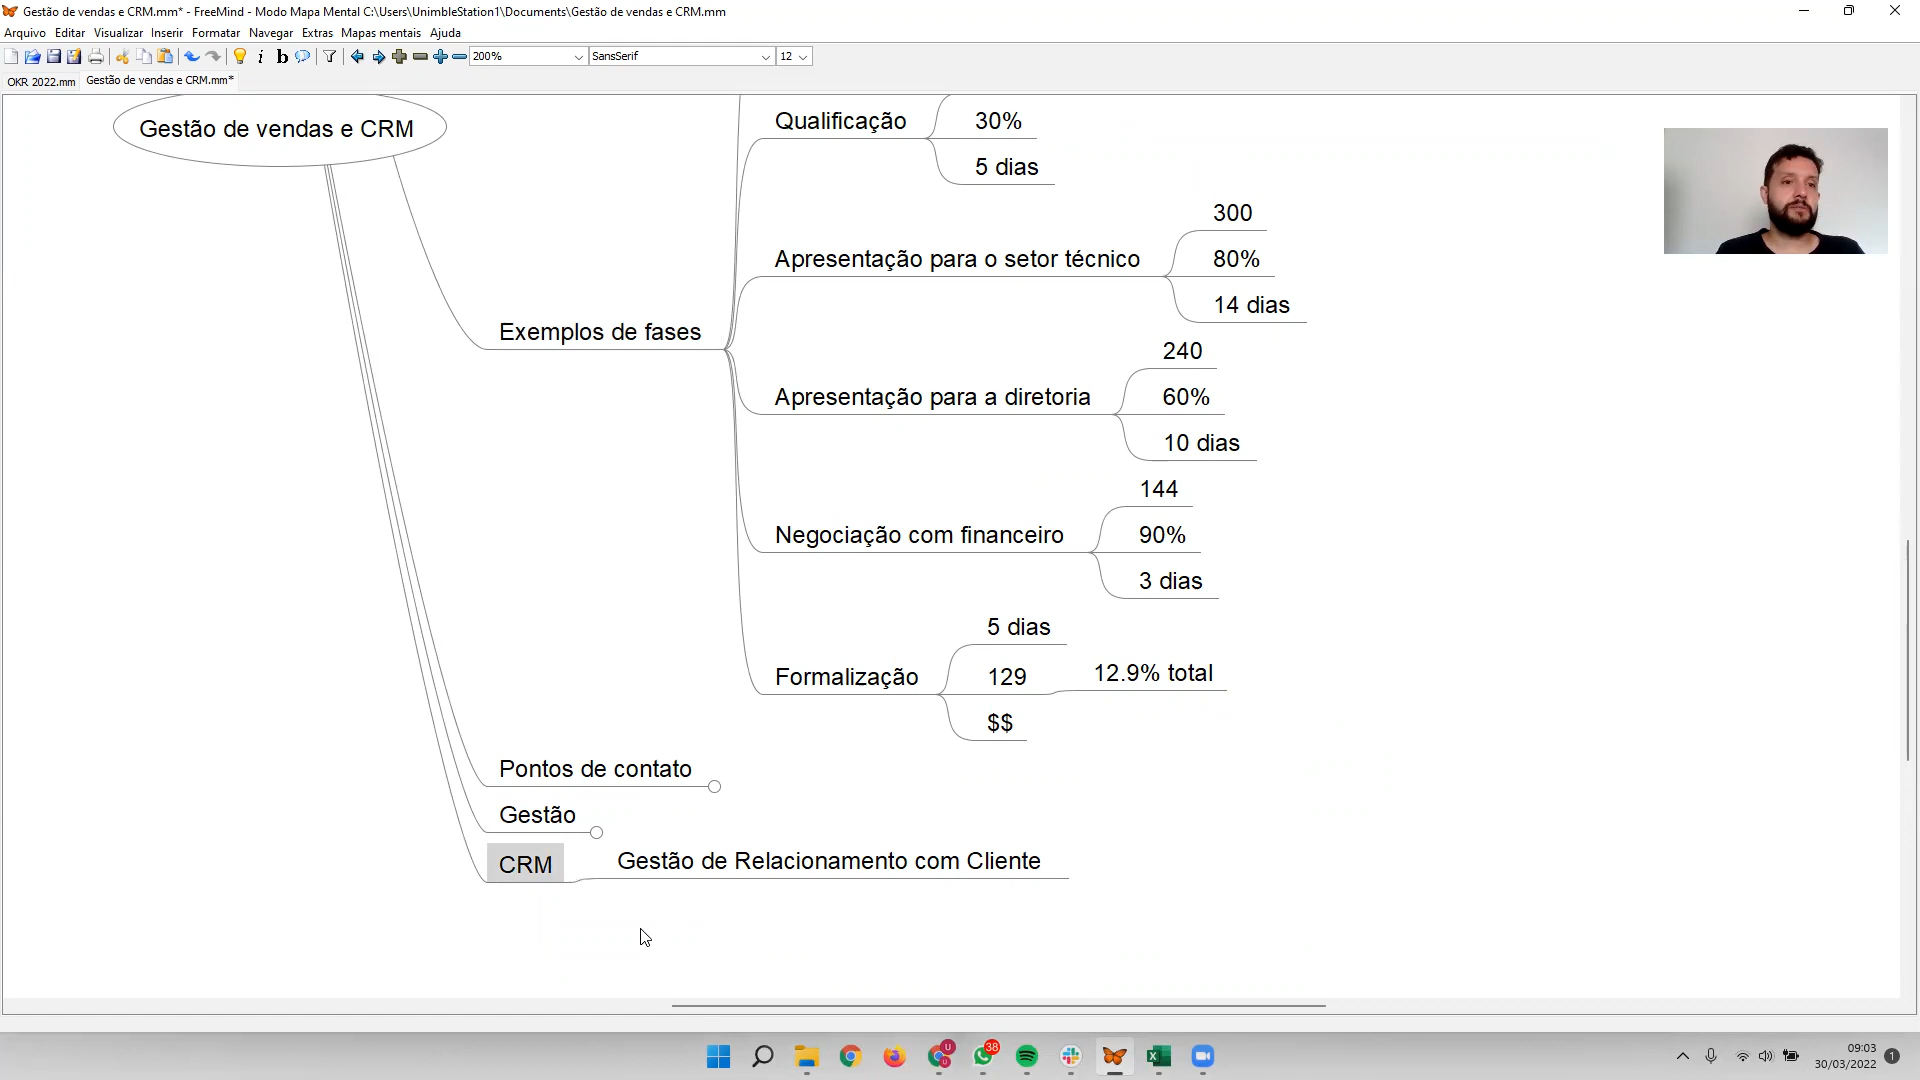 Gestão de vendas e CRM.mm* - FreeMind - Modo Mapa Mental C:\Users\UnimbleStation1\Documents\Gestão de vendas e CRM.mm
Arquivo Editar Visualizar Inserir Formatar Navegar Extras Mapas mentais Ajuda
200% SansSerif 12
OKR 2022.mm Gestão de vendas e CRM.mm*
Gestão de vendas e CRM
Qualificação
30%
5 dias
Exemplos de fases
Apresentação para o setor técnico
300
80%
14 dias
Apresentação para a diretoria
240
60%
10 dias
Negociação com financeiro
144
90%
3 dias
Formalização
5 dias
129
12.9% total
$$
Pontos de contato
Gestão
CRM
Gestão de Relacionamento com Cliente
38
09:03
30/03/2022
1